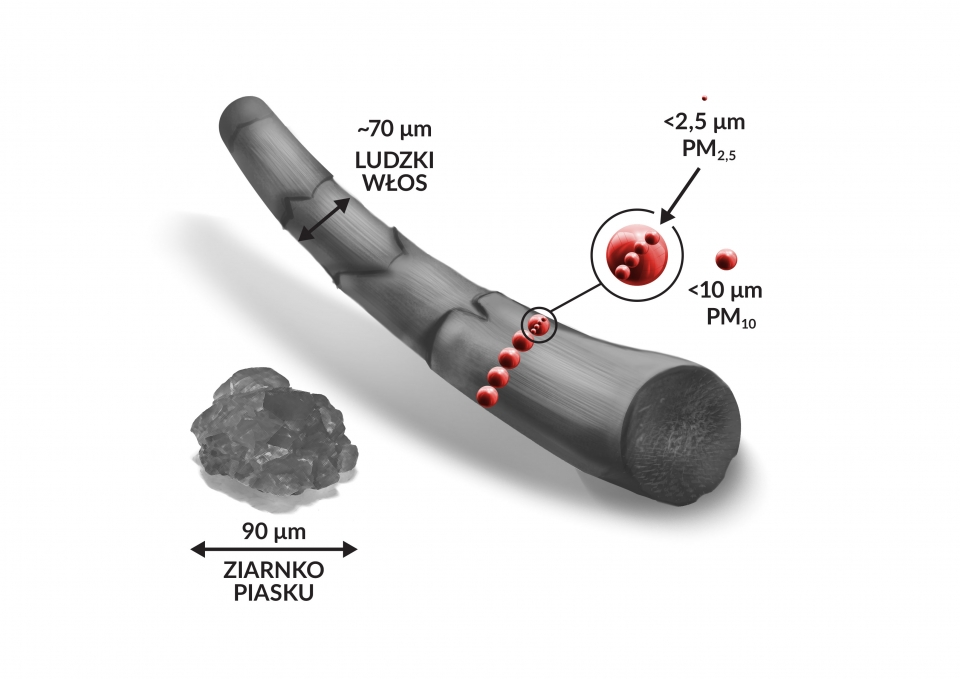 ~70 µm
LUDZKI
WŁOS
<2,5 µm
PM2,5
<10 µm
PM10
90 µm
ZIARNKO
PIASKU